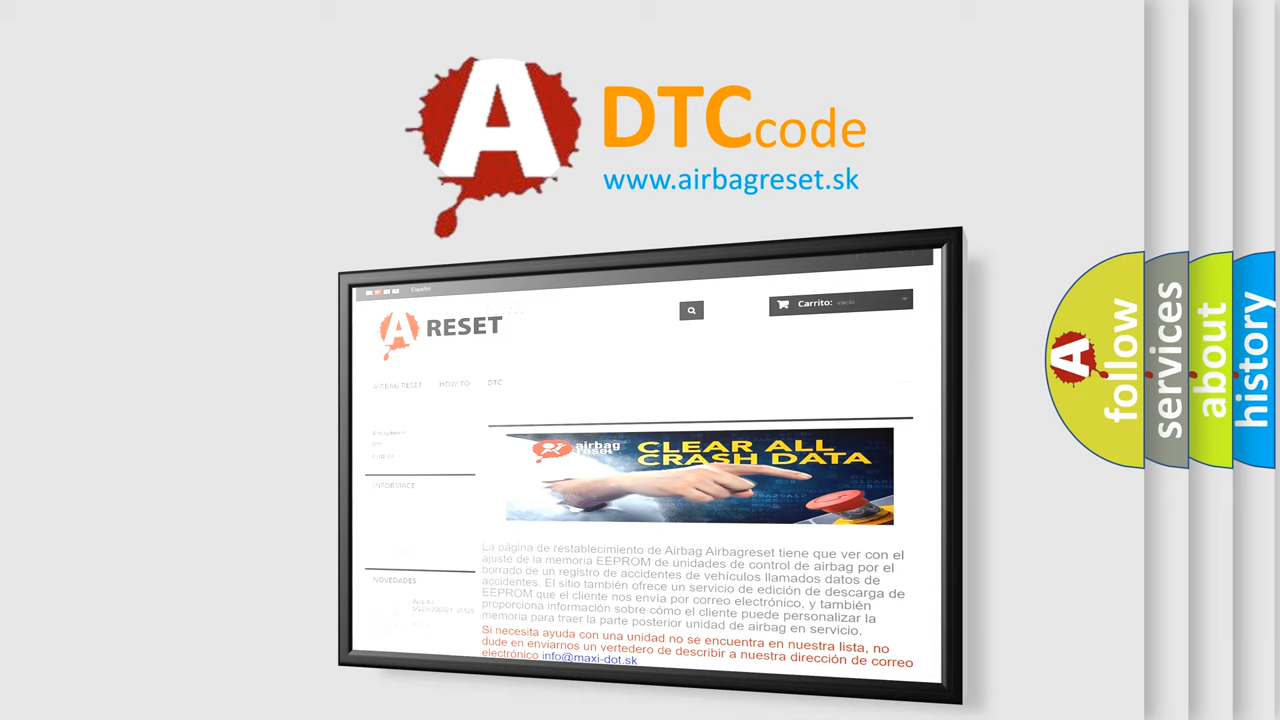 A DTCcode
www.airbagreset.sk
Español
A RESET
Carrito: vacío
AIRBAG RESET HOW TO DTC
airbag reset
CLEAR ALL
CRASH DATA
INFORMACE
NOVEDADES
La página de restablecimiento de Airbag Airbagreset tiene que ver con el
ajuste de la memoria EEPROM de unidades de control de airbag por el
borrado de un registro de accidentes de vehículos llamados datos de
accidentes. El sitio también ofrece un servicio de edición de descarga de
EEPROM que el cliente nos envía por correo electrónico, y también
proporciona información sobre cómo el cliente puede personalizar la
memoria para traer la parte posterior unidad de airbag en servicio.
Si necesita ayuda con una unidad no se encuentra en nuestra lista, no
dude en enviarnos un vertedero de describir a nuestra dirección de correo
electrónico info@maxi-dot.sk
A follow
services
about
history